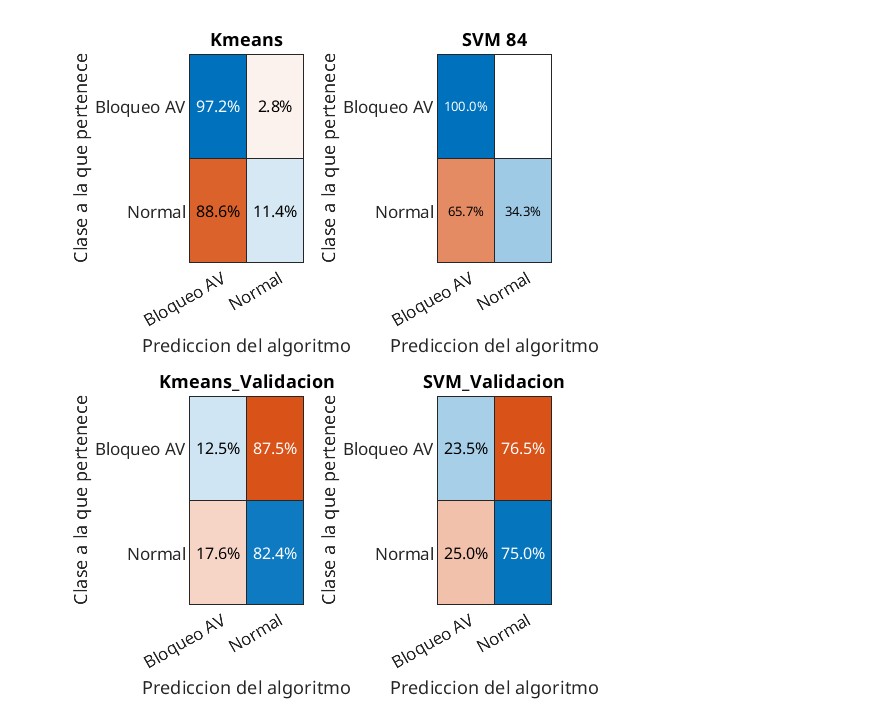 Kmeans
Clase a la que pertenece
Bloqueo AV
97.2%
2.8%
Normal
88.6%
11.4%
Bloqueo AV
Normal
Prediccion del algoritmo
SVM 84
Clase a la que pertenece
Bloqueo AV
100.0%
Normal
65.7%
34.3%
Bloqueo AV
Normal
Prediccion del algoritmo
Kmeans_Validacion
Clase a la que pertenece
Bloqueo AV
12.5%
87.5%
Normal
17.6%
82.4%
Bloqueo AV
Normal
Prediccion del algoritmo
SVM_Validacion
Clase a la que pertenece
Bloqueo AV
23.5%
76.5%
Normal
25.0%
75.0%
Bloqueo AV
Normal
Prediccion del algoritmo